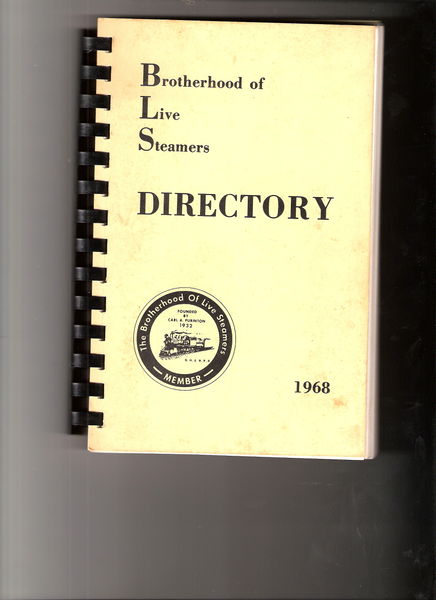 Brotherhood of
Live
Steamers
DIRECTORY
The Brotherhood Of Live Steamers
FOUNDED
BY
CARL A. PURINTON
1932
MEMBER
1968